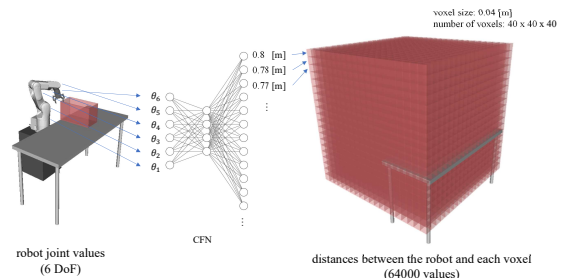 voxel size: 0.04 [m]
number of voxels: 40 x 40 x 40
0.8 [m]
0.78 [m]
0.77 [m]
⋮
θ₆
θ₅
θ₄
θ₃
θ₂
θ₁
⋮
CFN
robot joint values
(6 DoF)
distances between the robot and each voxel
(64000 values)